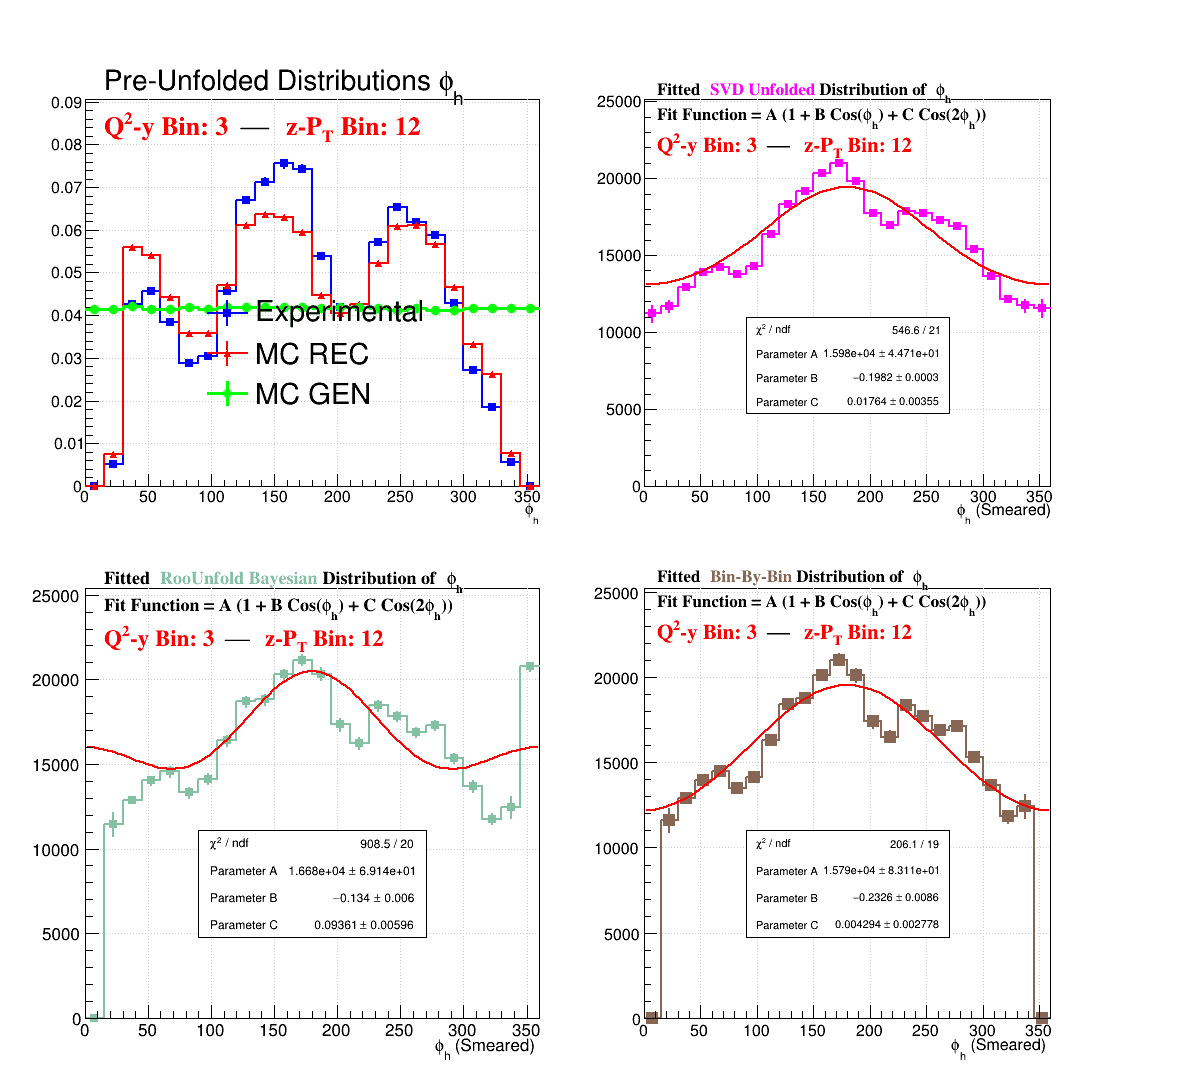 Pre-Unfolded Distributions ϕh
Q²-y Bin: 3 — z-PT Bin: 12
0.09
0.08
0.07
0.06
0.05
0.04
0.03
0.02
0.01
0
Experimental
MC REC
MC GEN
0 50 100 150 200 250 300 350
ϕh
Fitted SVD Unfolded Distribution of ϕh
Fit Function = A (1 + B Cos(ϕh) + C Cos(2ϕh))
Q²-y Bin: 3 — z-PT Bin: 12
25000
20000
15000
10000
5000
0
χ² / ndf 546.6 / 21
Parameter A 1.598e+04 ± 4.471e+01
Parameter B −0.1982 ± 0.0003
Parameter C 0.01764 ± 0.00355
0 50 100 150 200 250 300 350
ϕh (Smeared)
Fitted RooUnfold Bayesian Distribution of ϕh
Fit Function = A (1 + B Cos(ϕh) + C Cos(2ϕh))
Q²-y Bin: 3 — z-PT Bin: 12
25000
20000
15000
10000
5000
0
χ² / ndf 908.5 / 20
Parameter A 1.668e+04 ± 6.914e+01
Parameter B −0.134 ± 0.006
Parameter C 0.09361 ± 0.00596
0 50 100 150 200 250 300 350
ϕh (Smeared)
Fitted Bin-By-Bin Distribution of ϕh
Fit Function = A (1 + B Cos(ϕh) + C Cos(2ϕh))
Q²-y Bin: 3 — z-PT Bin: 12
25000
20000
15000
10000
5000
0
χ² / ndf 206.1 / 19
Parameter A 1.579e+04 ± 8.311e+01
Parameter B −0.2326 ± 0.0086
Parameter C 0.004294 ± 0.002778
0 50 100 150 200 250 300 350
ϕh (Smeared)